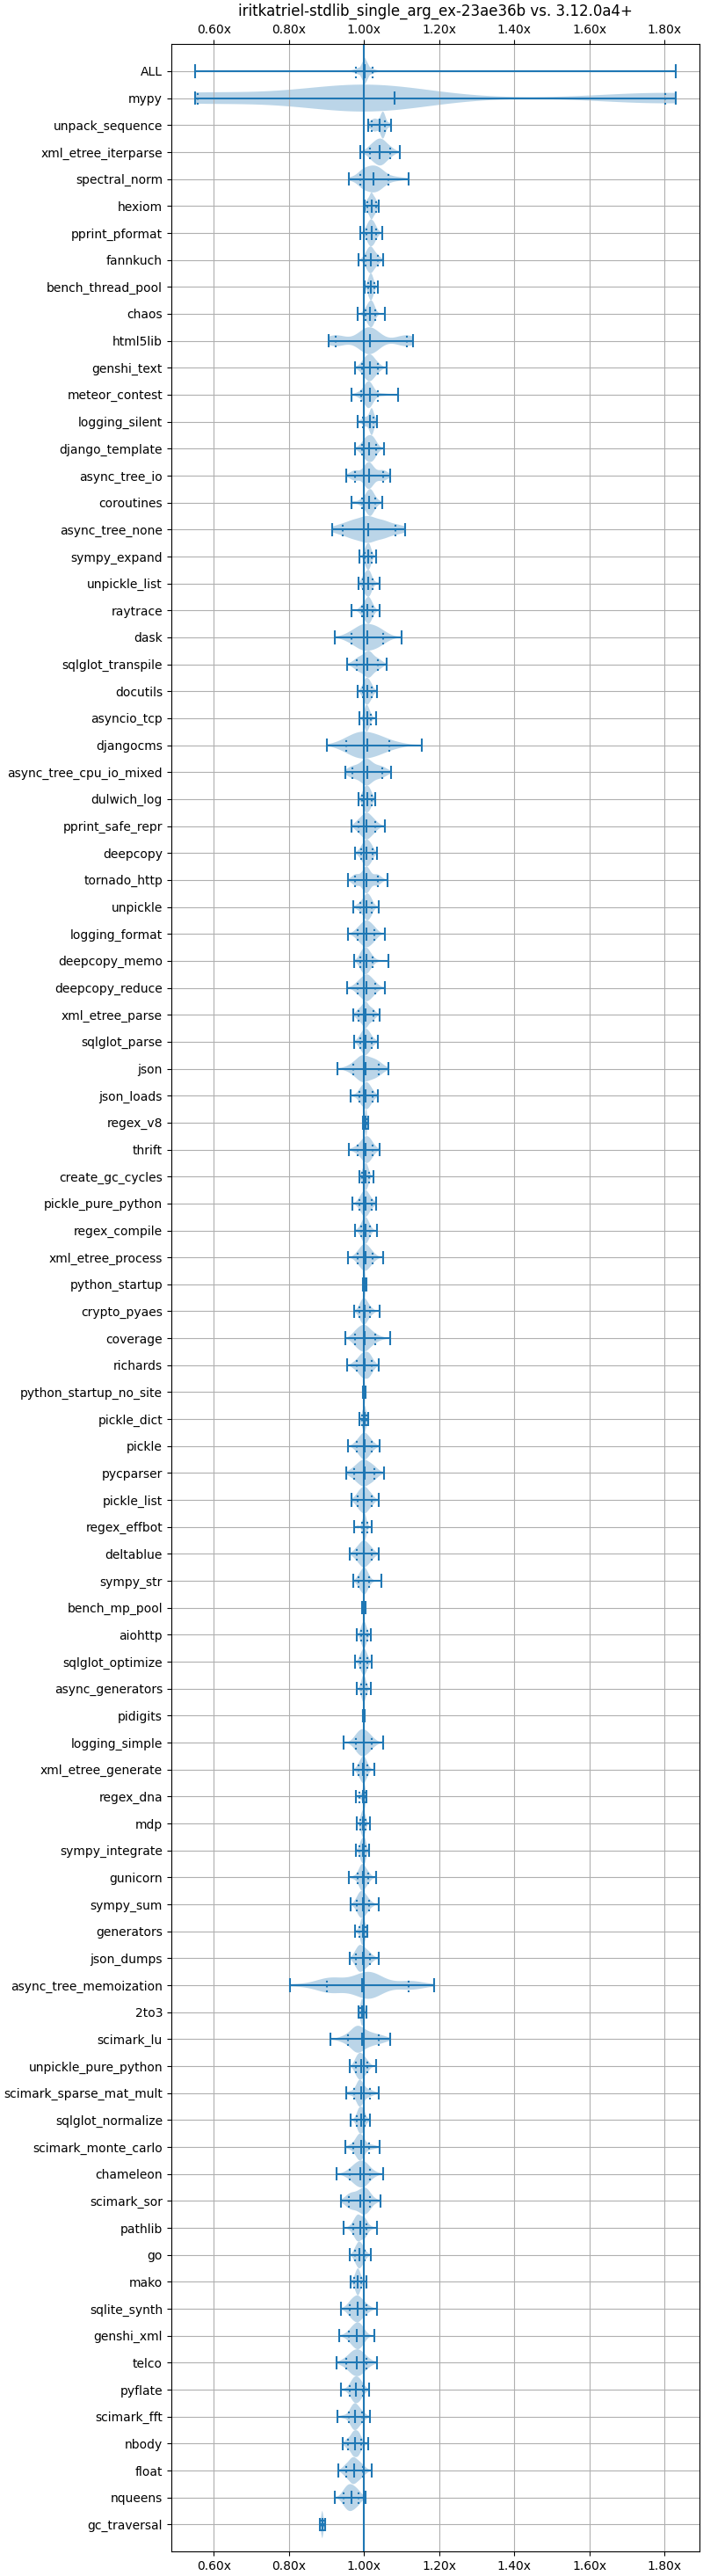 iritkatriel-stdlib_single_arg_ex-23ae36b vs. 3.12.0a4+
0.60x 0.80x 1.00x 1.20x 1.40x 1.60x 1.80x
ALL
mypy
unpack_sequence
xml_etree_iterparse
spectral_norm
hexiom
pprint_pformat
fannkuch
bench_thread_pool
chaos
html5lib
genshi_text
meteor_contest
logging_silent
django_template
async_tree_io
coroutines
async_tree_none
sympy_expand
unpickle_list
raytrace
dask
sqlglot_transpile
docutils
asyncio_tcp
djangocms
async_tree_cpu_io_mixed
dulwich_log
pprint_safe_repr
deepcopy
tornado_http
unpickle
logging_format
deepcopy_memo
deepcopy_reduce
xml_etree_parse
sqlglot_parse
json
json_loads
regex_v8
thrift
create_gc_cycles
pickle_pure_python
regex_compile
xml_etree_process
python_startup
crypto_pyaes
coverage
richards
python_startup_no_site
pickle_dict
pickle
pycparser
pickle_list
regex_effbot
deltablue
sympy_str
bench_mp_pool
aiohttp
sqlglot_optimize
async_generators
pidigits
logging_simple
xml_etree_generate
regex_dna
mdp
sympy_integrate
gunicorn
sympy_sum
generators
json_dumps
async_tree_memoization
2to3
scimark_lu
unpickle_pure_python
scimark_sparse_mat_mult
sqlglot_normalize
scimark_monte_carlo
chameleon
scimark_sor
pathlib
go
mako
sqlite_synth
genshi_xml
telco
pyflate
scimark_fft
nbody
float
nqueens
gc_traversal
0.60x 0.80x 1.00x 1.20x 1.40x 1.60x 1.80x